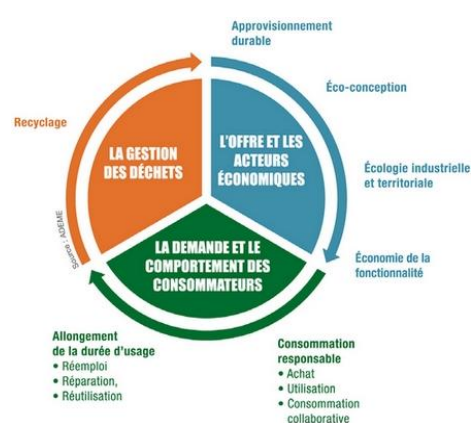 Approvisionnement
durable
Éco-conception
Recyclage
LA GESTION
DES DÉCHETS
L'OFFRE ET LES
ACTEURS
ÉCONOMIQUES
Écologie industrielle
et territoriale
Source : ADEME
LA DEMANDE ET LE
COMPORTEMENT DES
CONSOMMATEURS
Économie de la
fonctionnalité
Allongement
de la durée d'usage
• Réemploi
• Réparation,
• Réutilisation
Consommation
responsable
• Achat
• Utilisation
• Consommation
collaborative